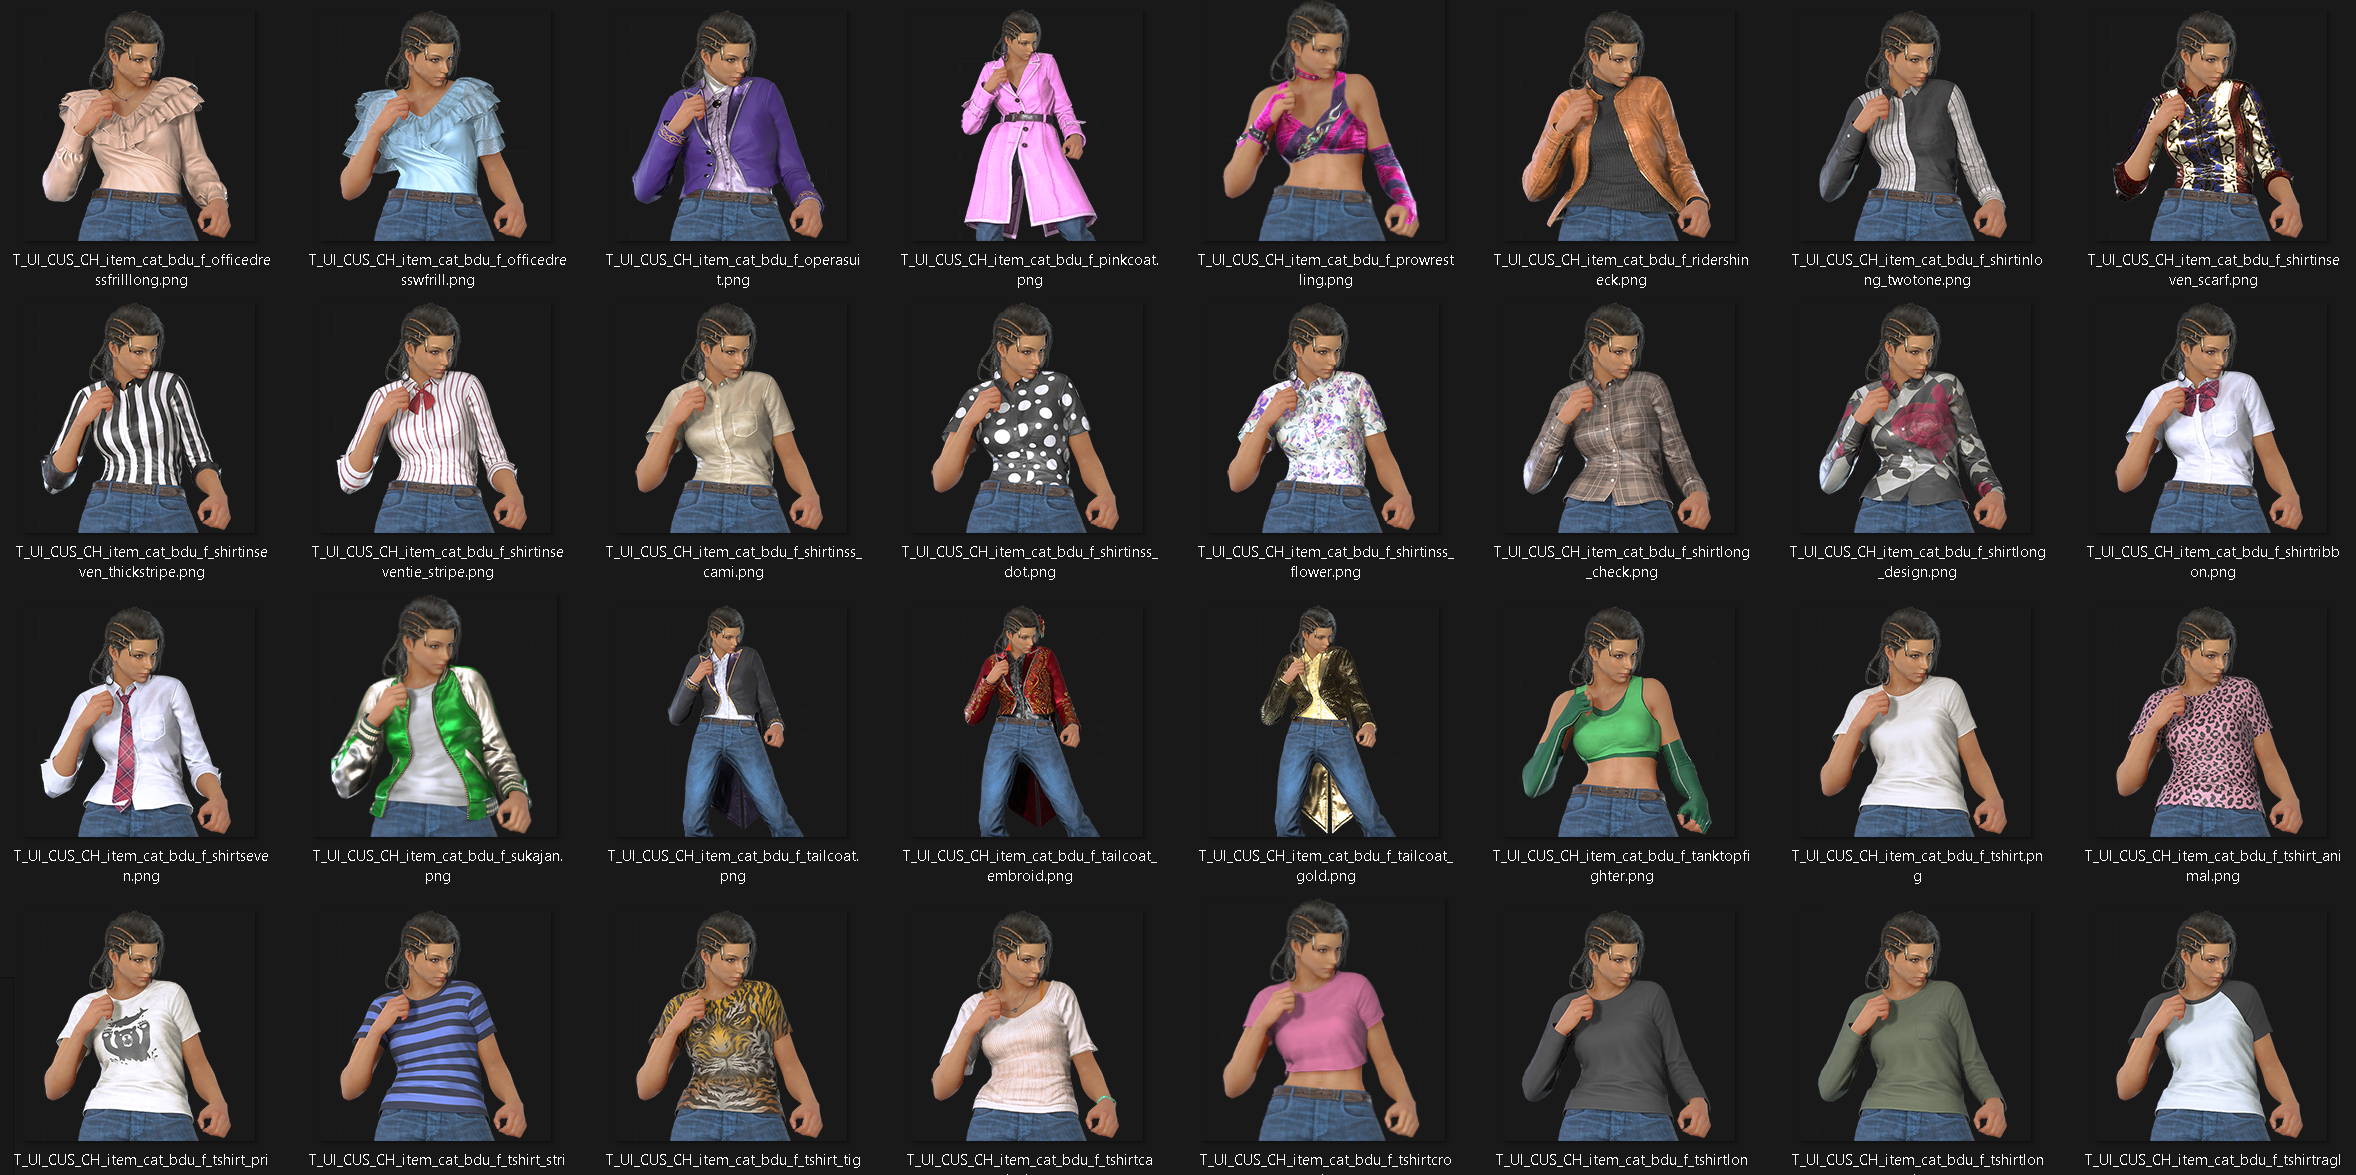 T_UI_CUS_CH_item_cat_bdu_f_officedre
ssfrilllong.png
T_UI_CUS_CH_item_cat_bdu_f_officedre
sswfrill.png
T_UI_CUS_CH_item_cat_bdu_f_operasui
t.png
T_UI_CUS_CH_item_cat_bdu_f_pinkcoat.
png
T_UI_CUS_CH_item_cat_bdu_f_prowrest
ling.png
T_UI_CUS_CH_item_cat_bdu_f_ridershin
eck.png
T_UI_CUS_CH_item_cat_bdu_f_shirtinlo
ng_twotone.png
T_UI_CUS_CH_item_cat_bdu_f_shirtinse
ven_scarf.png
T_UI_CUS_CH_item_cat_bdu_f_shirtinse
ven_thickstripe.png
T_UI_CUS_CH_item_cat_bdu_f_shirtinse
ventie_stripe.png
T_UI_CUS_CH_item_cat_bdu_f_shirtinss_
cami.png
T_UI_CUS_CH_item_cat_bdu_f_shirtinss_
dot.png
T_UI_CUS_CH_item_cat_bdu_f_shirtinss_
flower.png
T_UI_CUS_CH_item_cat_bdu_f_shirtlong
_check.png
T_UI_CUS_CH_item_cat_bdu_f_shirtlong
_design.png
T_UI_CUS_CH_item_cat_bdu_f_shirtribb
on.png
T_UI_CUS_CH_item_cat_bdu_f_shirtseve
n.png
T_UI_CUS_CH_item_cat_bdu_f_sukajan.
png
T_UI_CUS_CH_item_cat_bdu_f_tailcoat.
png
T_UI_CUS_CH_item_cat_bdu_f_tailcoat_
embroid.png
T_UI_CUS_CH_item_cat_bdu_f_tailcoat_
gold.png
T_UI_CUS_CH_item_cat_bdu_f_tanktopfi
ghter.png
T_UI_CUS_CH_item_cat_bdu_f_tshirt.pn
g
T_UI_CUS_CH_item_cat_bdu_f_tshirt_ani
mal.png
T_UI_CUS_CH_item_cat_bdu_f_tshirt_pri
T_UI_CUS_CH_item_cat_bdu_f_tshirt_stri
T_UI_CUS_CH_item_cat_bdu_f_tshirt_tig
T_UI_CUS_CH_item_cat_bdu_f_tshirtca
T_UI_CUS_CH_item_cat_bdu_f_tshirtcro
T_UI_CUS_CH_item_cat_bdu_f_tshirtlon
T_UI_CUS_CH_item_cat_bdu_f_tshirtlon
T_UI_CUS_CH_item_cat_bdu_f_tshirtragl